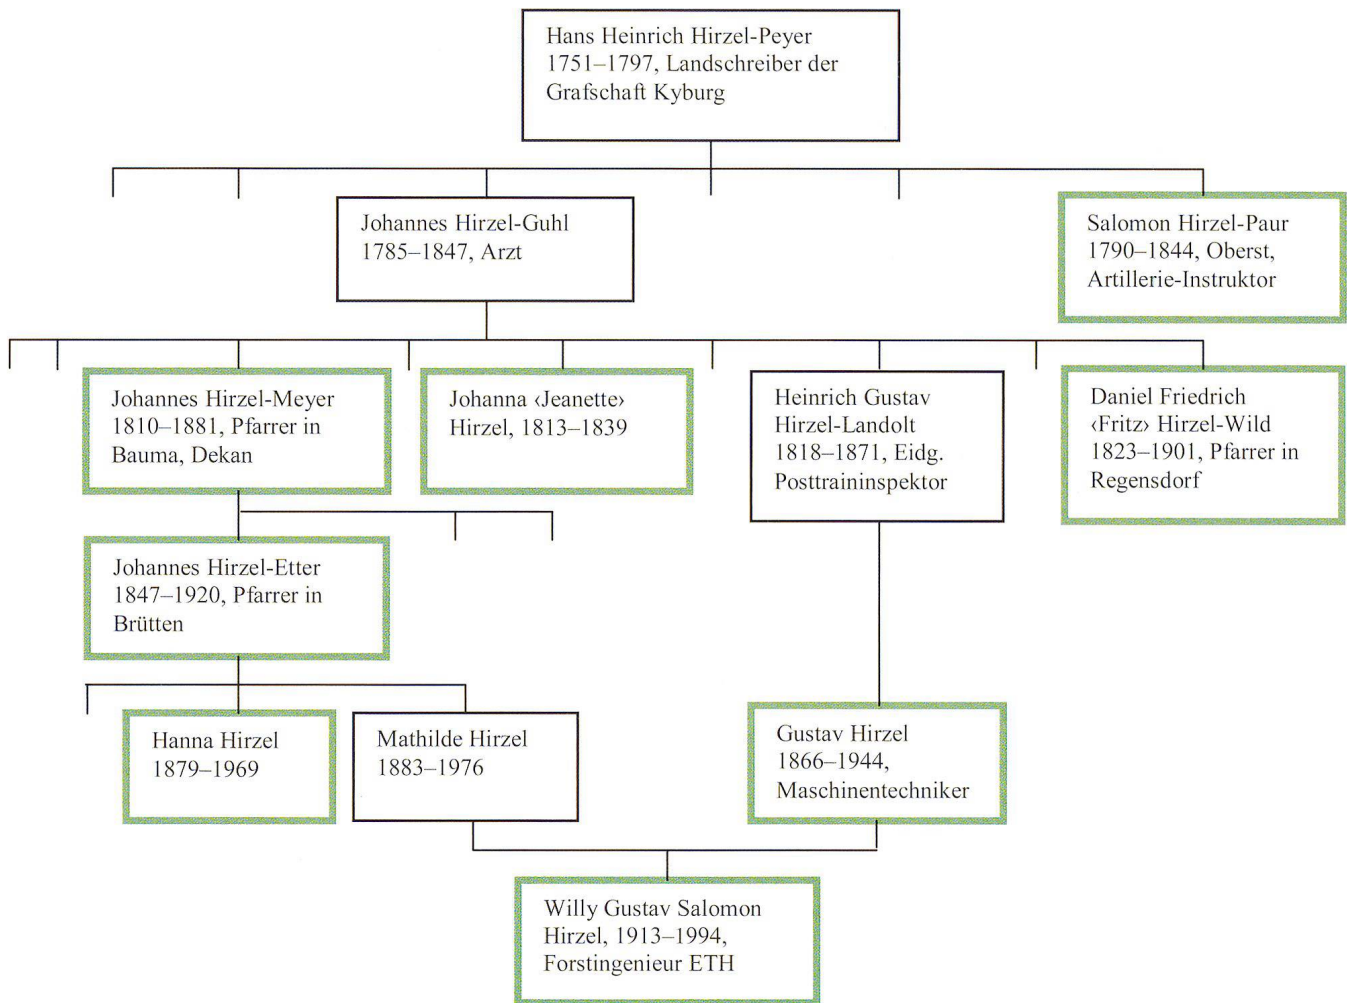 Hans Heinrich Hirzel-Peyer
1751–1797, Landschreiber der
Grafschaft Kyburg
Johannes Hirzel-Guhl
1785–1847, Arzt
Salomon Hirzel-Paur
1790–1844, Oberst,
Artillerie-Instruktor
Johannes Hirzel-Meyer
1810–1881, Pfarrer in
Bauma, Dekan
Johanna ‹Jeanette›
Hirzel, 1813–1839
Heinrich Gustav
Hirzel-Landolt
1818–1871, Eidg.
Posttraininspektor
Daniel Friedrich
‹Fritz› Hirzel-Wild
1823–1901, Pfarrer in
Regensdorf
Johannes Hirzel-Etter
1847–1920, Pfarrer in
Brütten
Hanna Hirzel
1879–1969
Mathilde Hirzel
1883–1976
Gustav Hirzel
1866–1944,
Maschinentechniker
Willy Gustav Salomon
Hirzel, 1913–1994,
Forstingenieur ETH